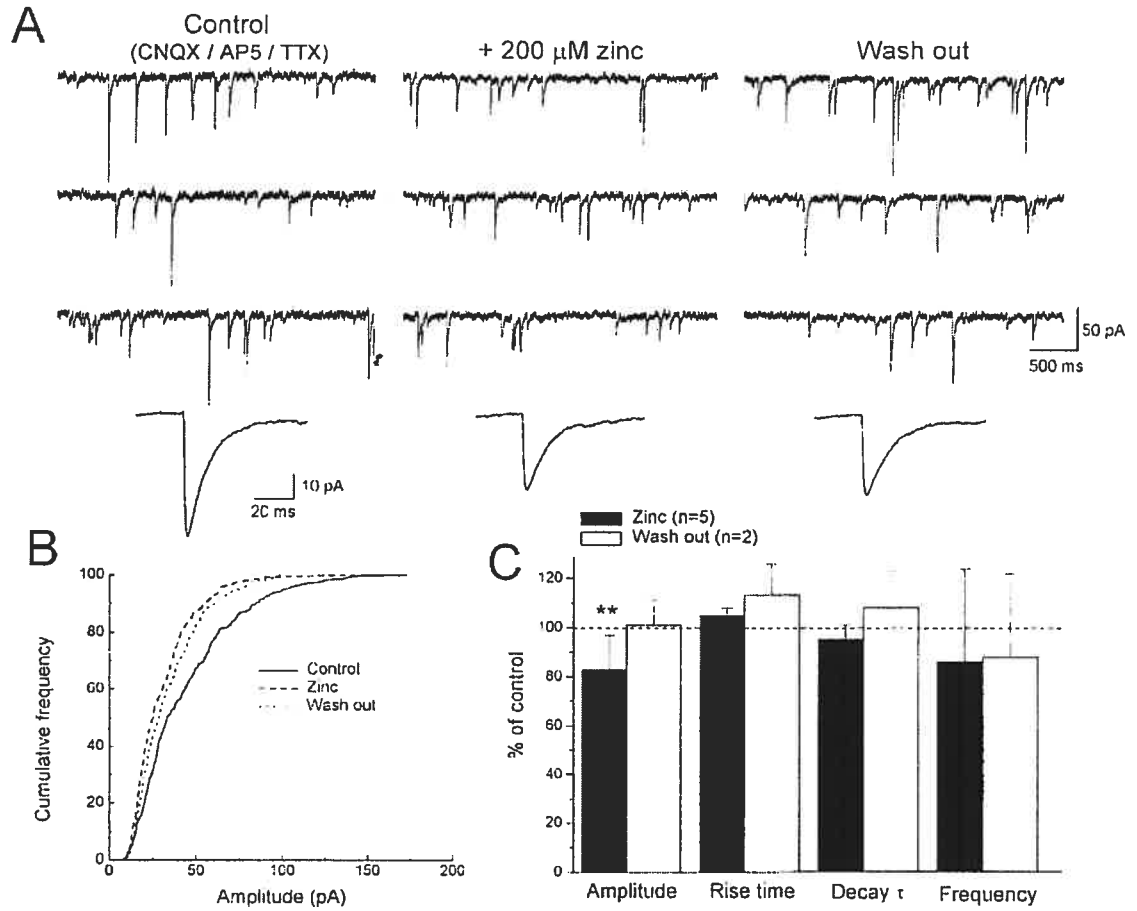 A
Control
(CNQX / AP5 / TTX)
+ 200 μM zinc
Wash out
50 pA
500 ms
10 pA
20 ms
B
Cumulative frequency
100
80
60
40
20
0
Control
Zinc
Wash out
0
50
100
150
200
Amplitude (pA)
C
Zinc (n=5)
Wash out (n=2)
% of control
120
100
80
60
40
20
0
**
Amplitude
Rise time
Decay τ
Frequency